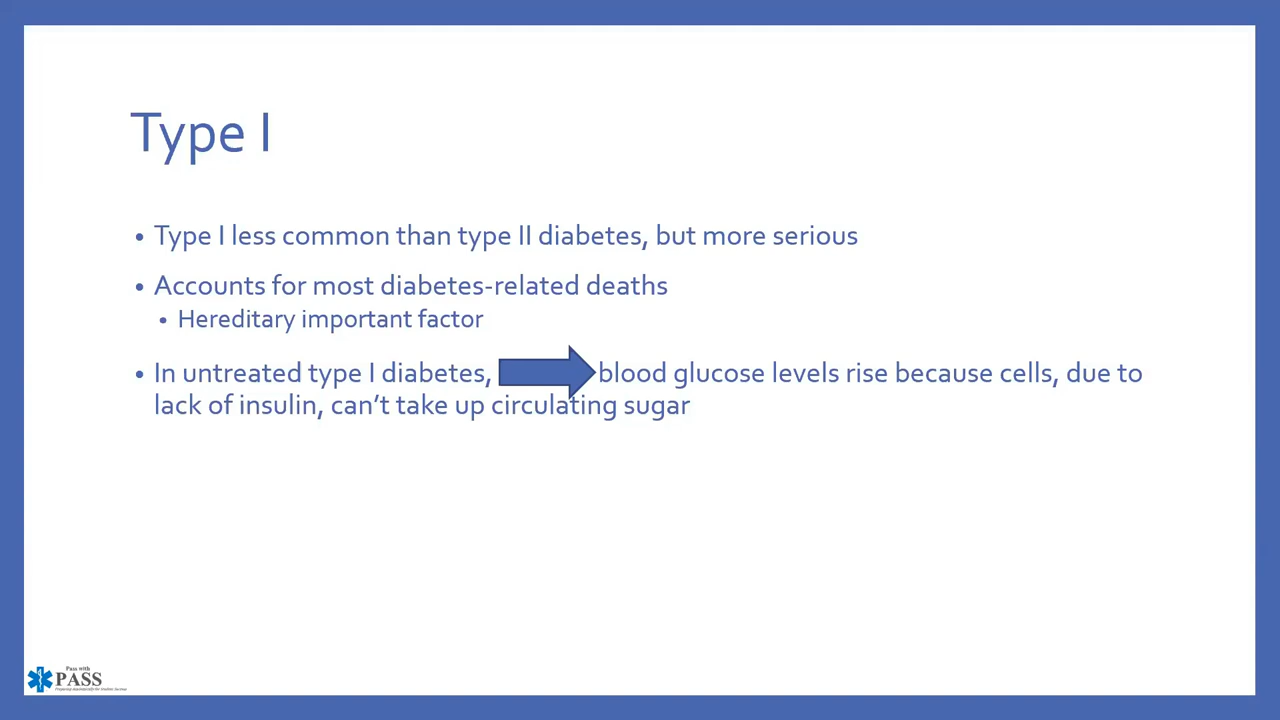 Type I
• Type I less common than type II diabetes, but more serious
• Accounts for most diabetes-related deaths
• Hereditary important factor
• In untreated type I diabetes, blood glucose levels rise because cells, due to
lack of insulin, can’t take up circulating sugar
Pass with
PASS